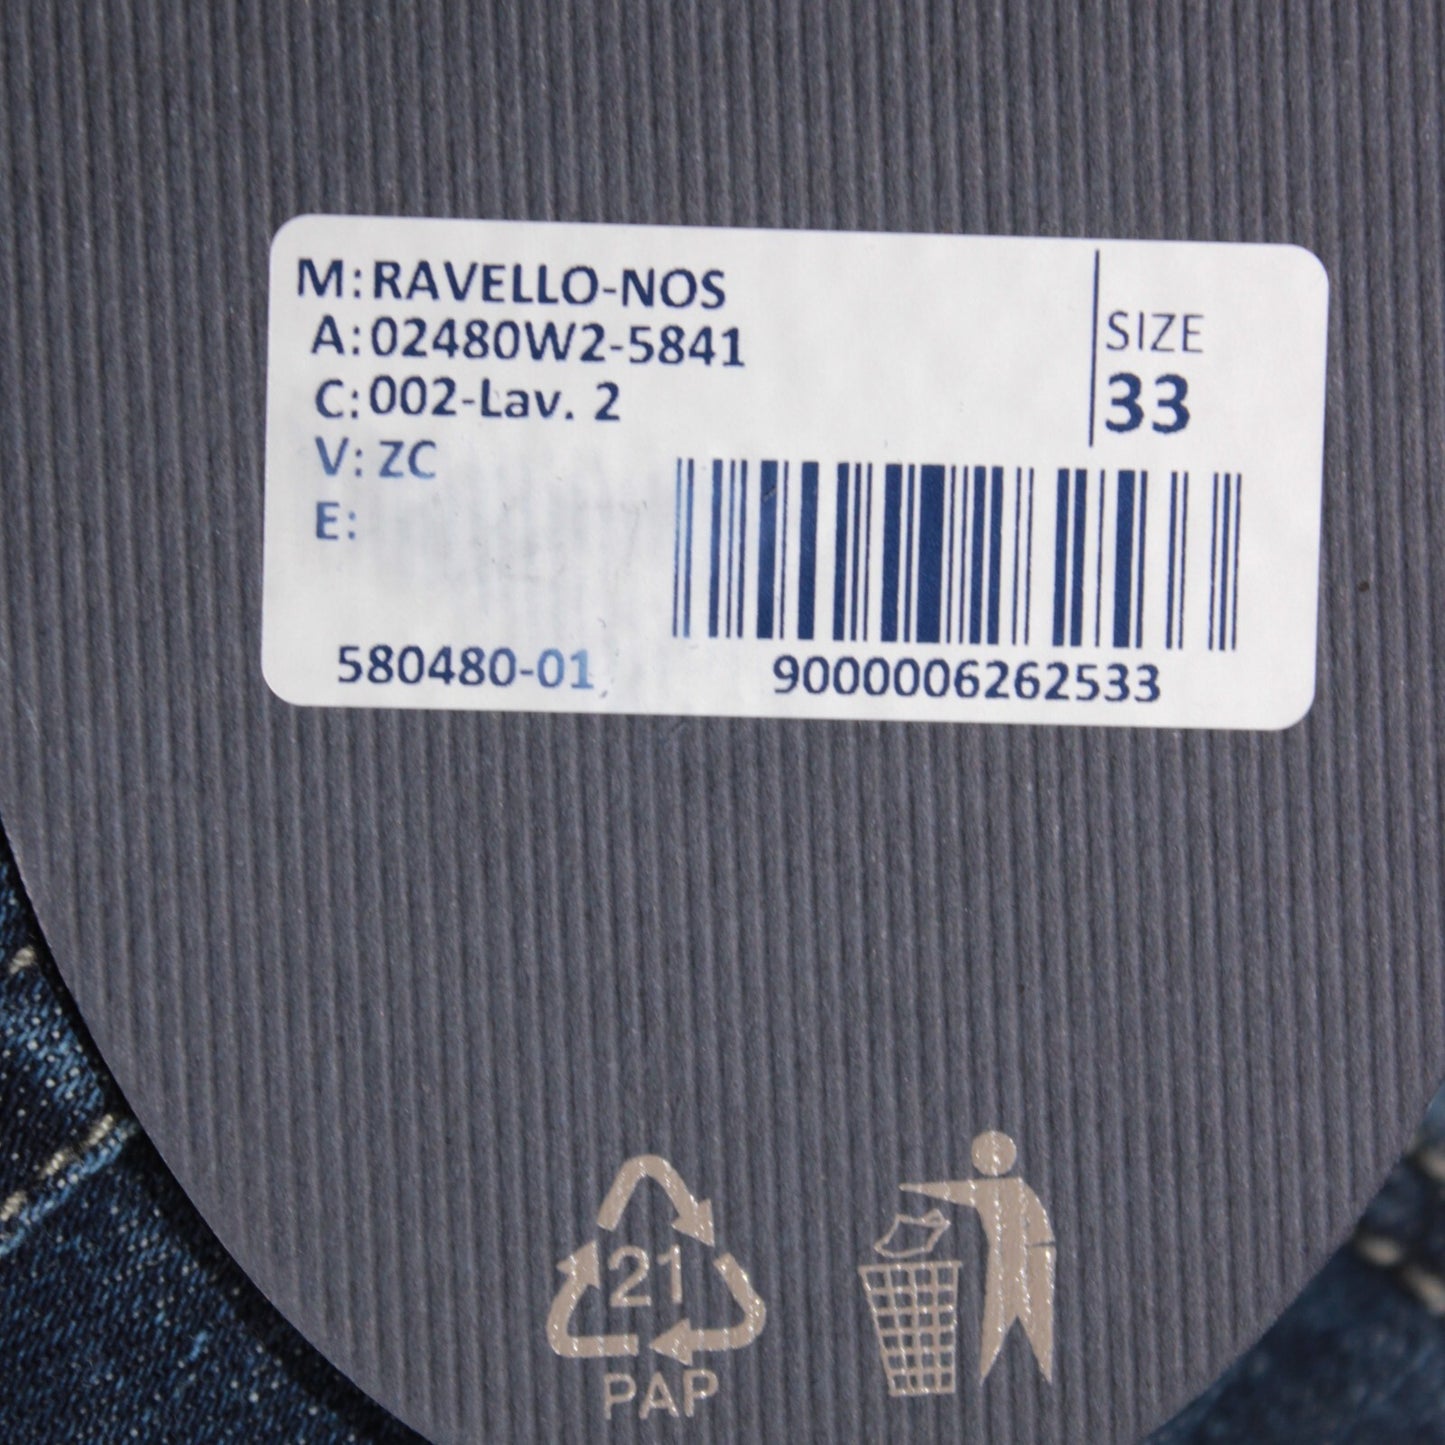 M: RAVELLO-NOS
A: 02480W2-5841
C: 002-Lav. 2
V: ZC
E:
SIZE
33
580480-01
9000006262533
21
PAP